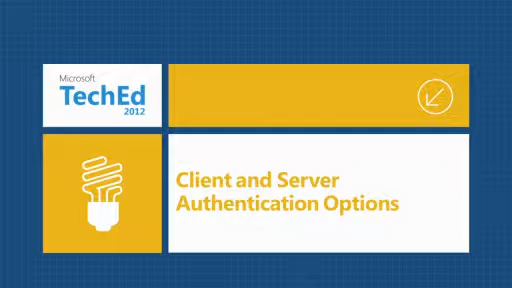 Microsoft
TechEd
2012
Client and Server
Authentication Options